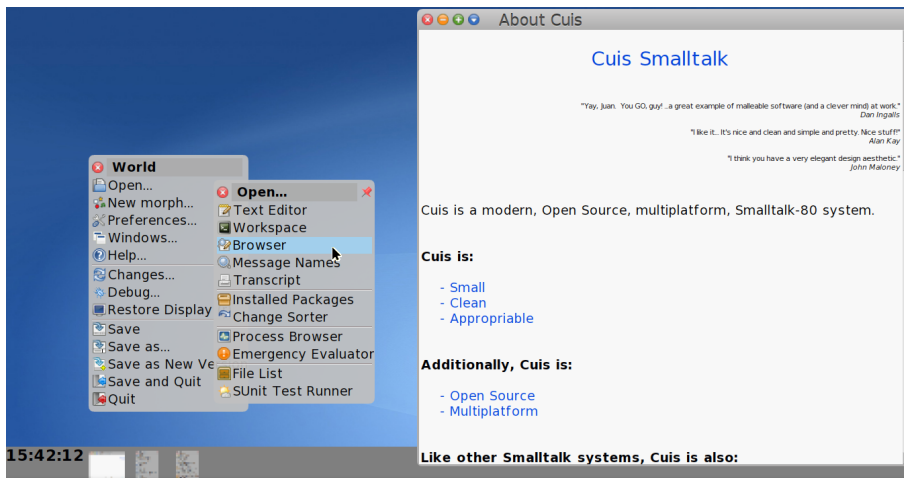 About Cuis
Cuis Smalltalk
"Yay, Juan. You GO, guy! ..a great example of malleable software (and a clever mind) at work."
Dan Ingalls
"I like it... It's nice and clean and simple and pretty. Nice stuff!"
Alan Kay
"I think you have a very elegant design aesthetic."
John Maloney
Cuis is a modern, Open Source, multiplatform, Smalltalk-80 system.
Cuis is:
- Small
- Clean
- Appropriable
Additionally, Cuis is:
- Open Source
- Multiplatform
Like other Smalltalk systems, Cuis is also:
World
Open...
New morph...
Preferences...
Windows...
Help...
Changes...
Debug...
Restore Display
Save
Save as...
Save as New Ve
Save and Quit
Quit
Open...
Text Editor
Workspace
Browser
Message Names
Transcript
Installed Packages
Change Sorter
Process Browser
Emergency Evaluator
File List
SUnit Test Runner
15:42:12